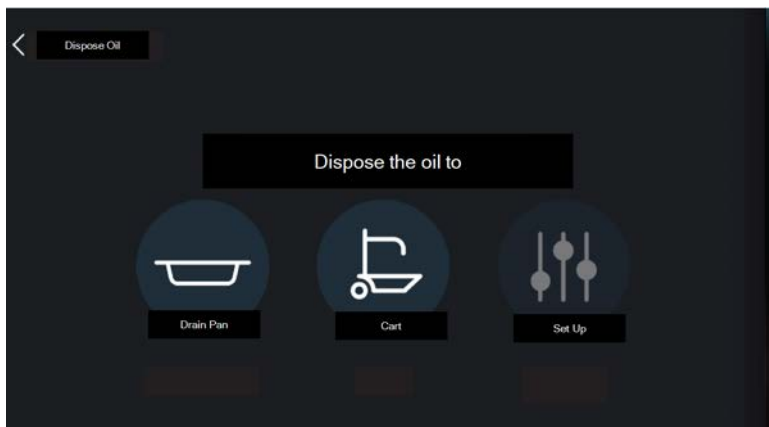 Dispose Oil
Dispose the oil to
Drain Pan
Cart
Set Up